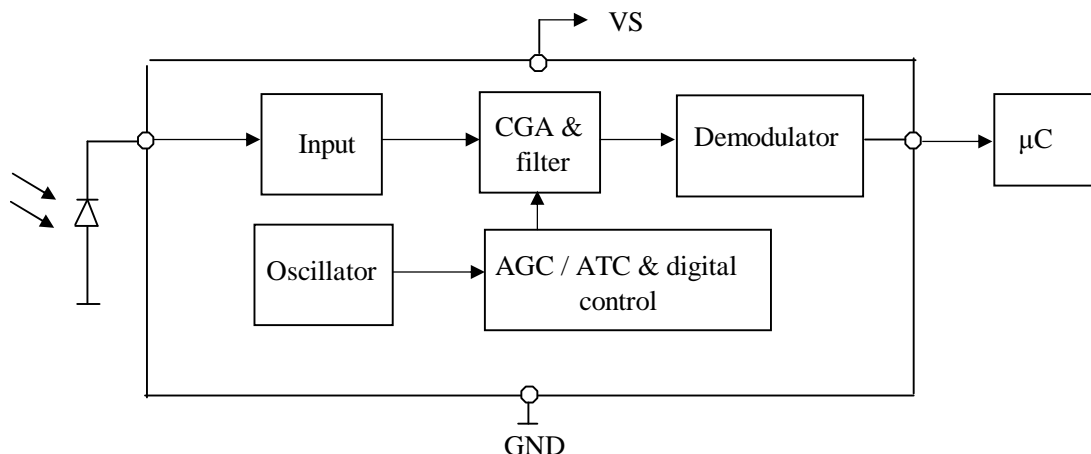 VS
Input
CGA &
filter
Demodulator
μC
Oscillator
AGC / ATC & digital
control
GND